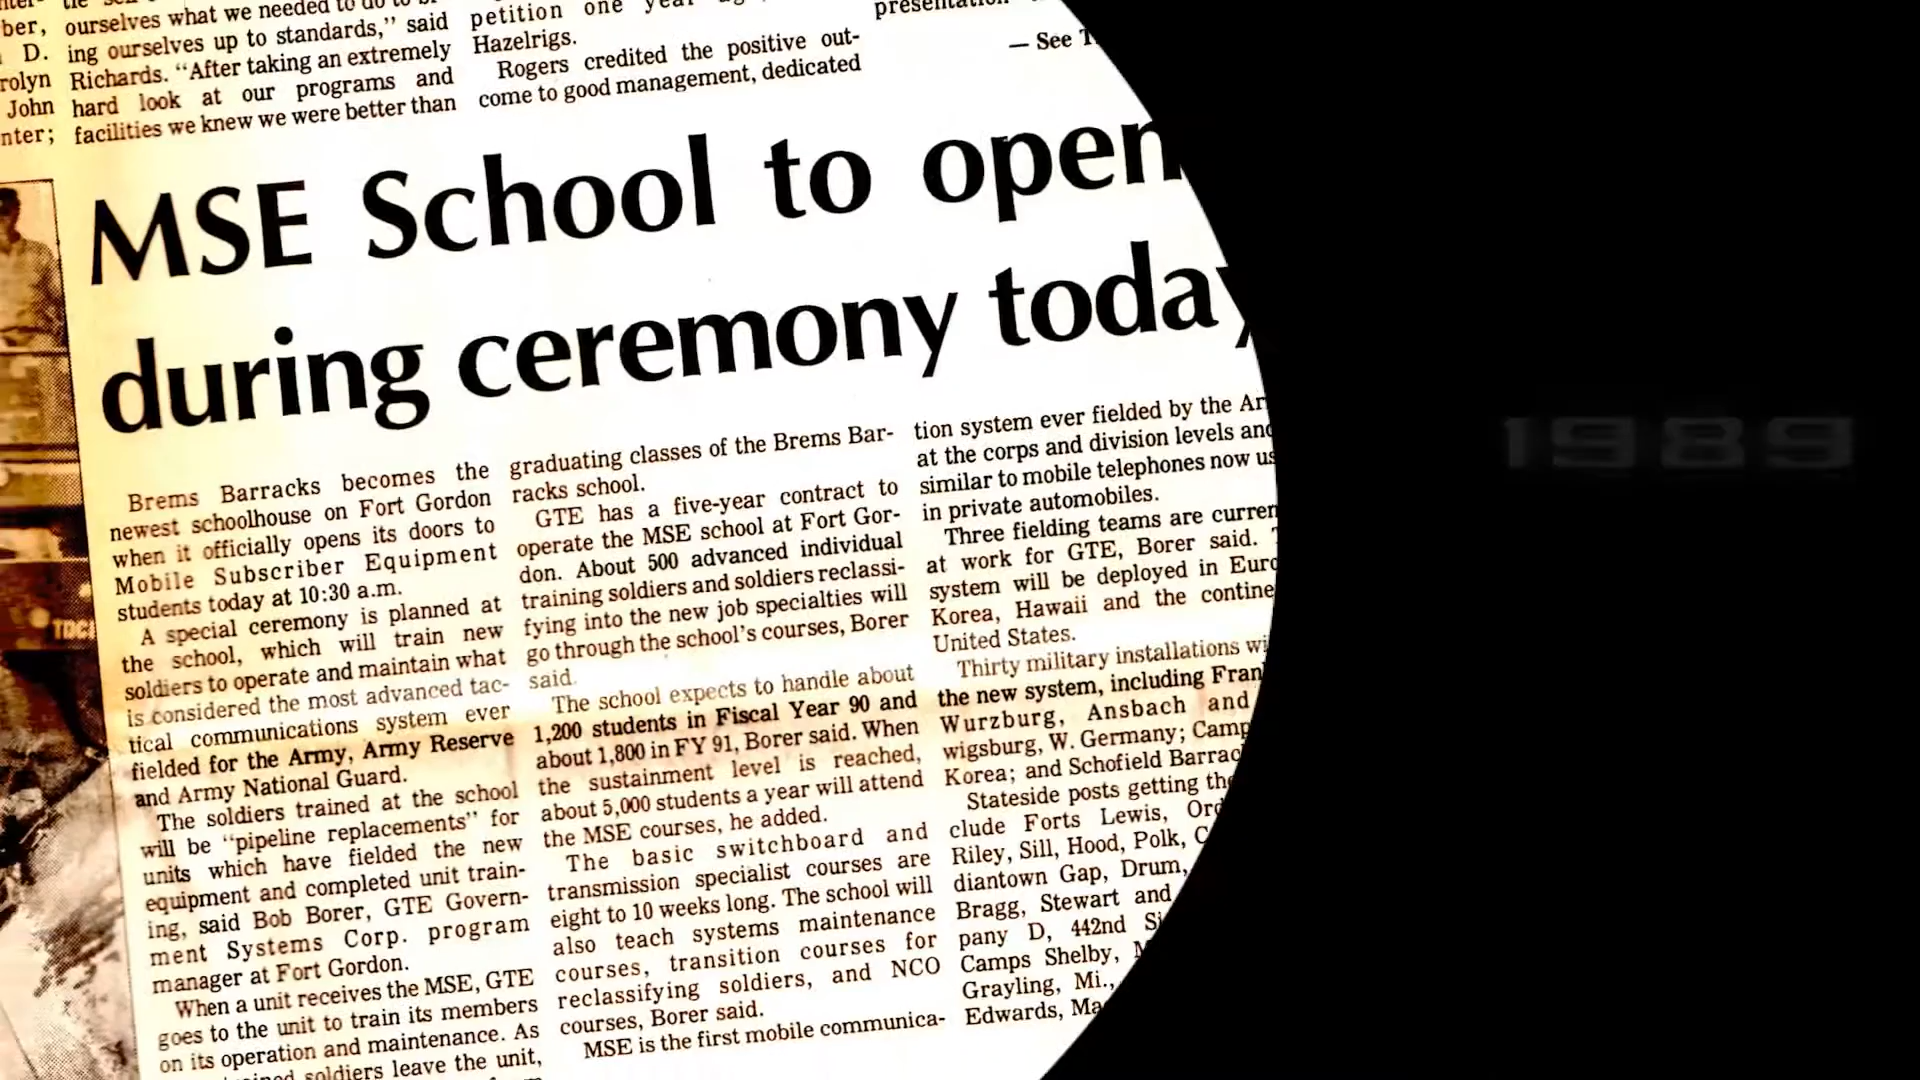 ber,
D.
rolyn
John
nter;
ourselves what we needed to do to
ing ourselves up to standards," said
Richards. "After taking an extremely
hard look at our programs and
facilities we knew we were better than
petition one year
Hazelrigs.
Rogers credited the positive out-
come to good management, dedicated
presentation
— See
MSE School to open
during ceremony today
Brems Barracks becomes the
newest schoolhouse on Fort Gordon
when it officially opens its doors to
Mobile Subscriber Equipment
students today at 10:30 a.m.
A special ceremony is planned at
the school, which will train new
soldiers to operate and maintain what
is considered the most advanced tac-
tical communications system ever
fielded for the Army, Army Reserve
and Army National Guard.
The soldiers trained at the school
will be "pipeline replacements" for
units which have fielded the new
equipment and completed unit train-
ing, said Bob Borer, GTE Govern-
ment Systems Corp. program
manager at Fort Gordon.
When a unit receives the MSE, GTE
goes to the unit to train its members
on its operation and maintenance. As
soldiers leave the unit,
graduating classes of the Brems Bar-
racks school.
GTE has a five-year contract to
operate the MSE school at Fort Gor-
don. About 500 advanced individual
training soldiers and soldiers reclassi-
fying into the new job specialties will
go through the school's courses, Borer
said.
The school expects to handle about
1,200 students in Fiscal Year 90 and
about 1,800 in FY 91, Borer said. When
the sustainment level is reached,
about 5,000 students a year will attend
the MSE courses, he added.
The basic switchboard and
transmission specialist courses are
eight to 10 weeks long. The school will
also teach systems maintenance
courses, transition courses for
reclassifying soldiers, and NCO
courses, Borer said.
MSE is the first mobile communica-
tion system ever fielded by the Ar
at the corps and division levels and
similar to mobile telephones now us
in private automobiles.
Three fielding teams are curren
at work for GTE, Borer said.
system will be deployed in Euro
Korea, Hawaii and the contine
United States.
Thirty military installations wi
the new system, including Fran
Wurzburg, Ansbach and
wigsburg, W. Germany; Camp
Korea; and Schofield Barrac
Stateside posts getting the
clude Forts Lewis, Ord
Riley, Sill, Hood, Polk, C
diantown Gap, Drum,
Bragg, Stewart and
pany D, 442nd Si
Camps Shelby, M
Grayling, Mi.,
Edwards, Ma
1989